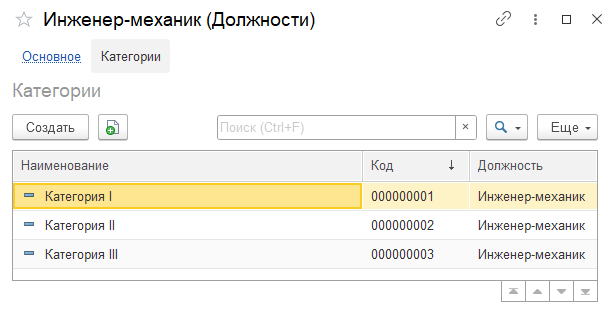 Инженер-механик (Должности)
Основное Категории
Категории
Создать Поиск (Ctrl+F) × Еще
Наименование Код ↓ Должность
Категория I 000000001 Инженер-механик
Категория II 000000002 Инженер-механик
Категория III 000000003 Инженер-механик